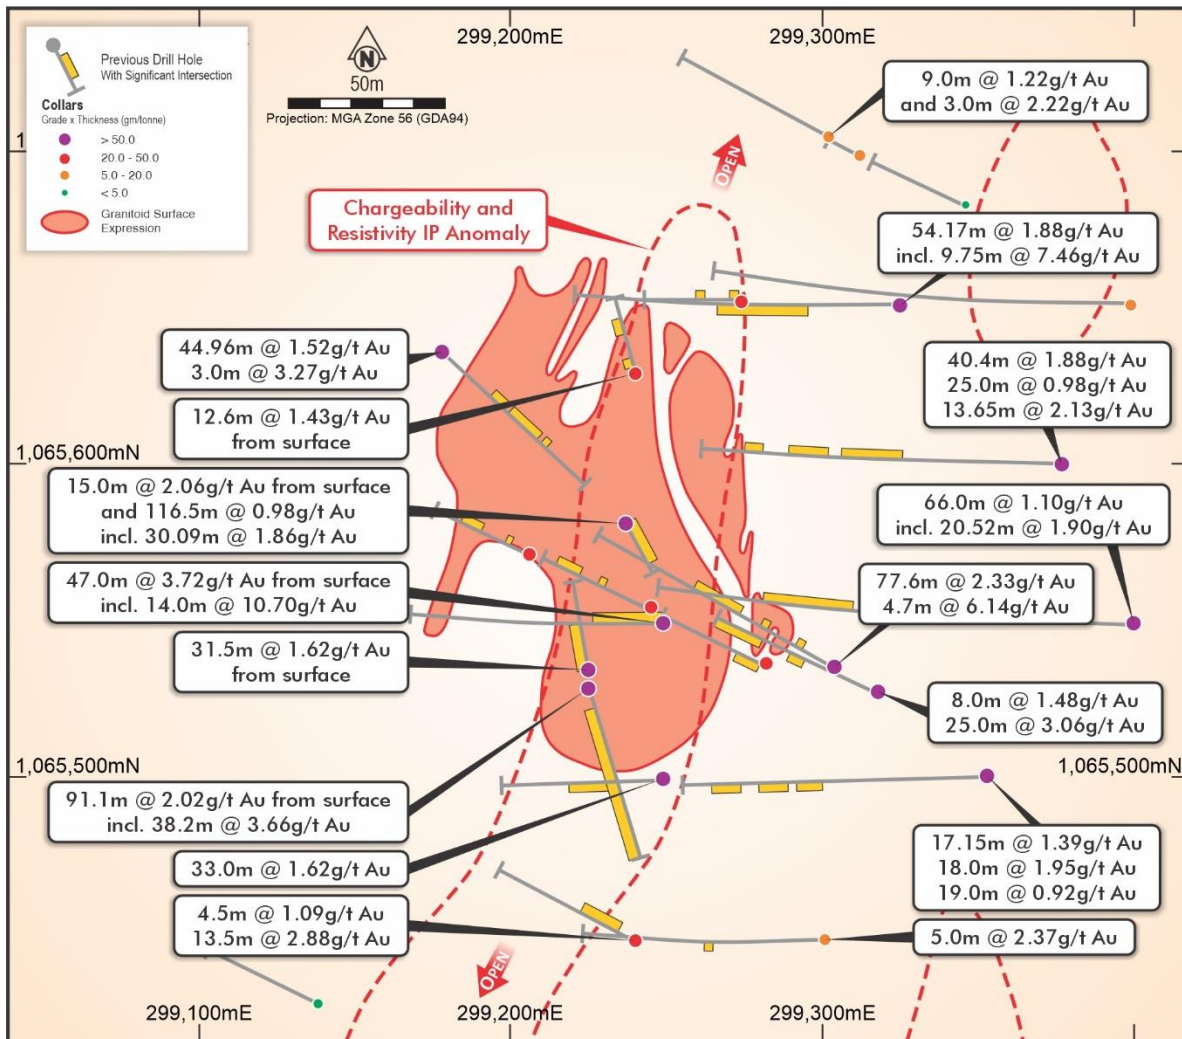 Previous Drill Hole
With Significant Intersection
Collars
Grade x Thickness (gm/tonne)
> 50.0
20.0 - 50.0
5.0 - 20.0
< 5.0
Granitoid Surface
Expression
N
50m
Projection: MGA Zone 56 (GDA94)
299,200mE
299,300mE
9.0m @ 1.22g/t Au
and 3.0m @ 2.22g/t Au
OPEN
Chargeability and
Resistivity IP Anomaly
54.17m @ 1.88g/t Au
incl. 9.75m @ 7.46g/t Au
44.96m @ 1.52g/t Au
3.0m @ 3.27g/t Au
40.4m @ 1.88g/t Au
25.0m @ 0.98g/t Au
13.65m @ 2.13g/t Au
12.6m @ 1.43g/t Au
from surface
1,065,600mN
15.0m @ 2.06g/t Au from surface
and 116.5m @ 0.98g/t Au
incl. 30.09m @ 1.86g/t Au
66.0m @ 1.10g/t Au
incl. 20.52m @ 1.90g/t Au
47.0m @ 3.72g/t Au from surface
incl. 14.0m @ 10.70g/t Au
77.6m @ 2.33g/t Au
4.7m @ 6.14g/t Au
31.5m @ 1.62g/t Au
from surface
8.0m @ 1.48g/t Au
25.0m @ 3.06g/t Au
1,065,500mN
1,065,500mN
91.1m @ 2.02g/t Au from surface
incl. 38.2m @ 3.66g/t Au
17.15m @ 1.39g/t Au
18.0m @ 1.95g/t Au
19.0m @ 0.92g/t Au
33.0m @ 1.62g/t Au
4.5m @ 1.09g/t Au
13.5m @ 2.88g/t Au
5.0m @ 2.37g/t Au
OPEN
299,100mE
299,200mE
299,300mE